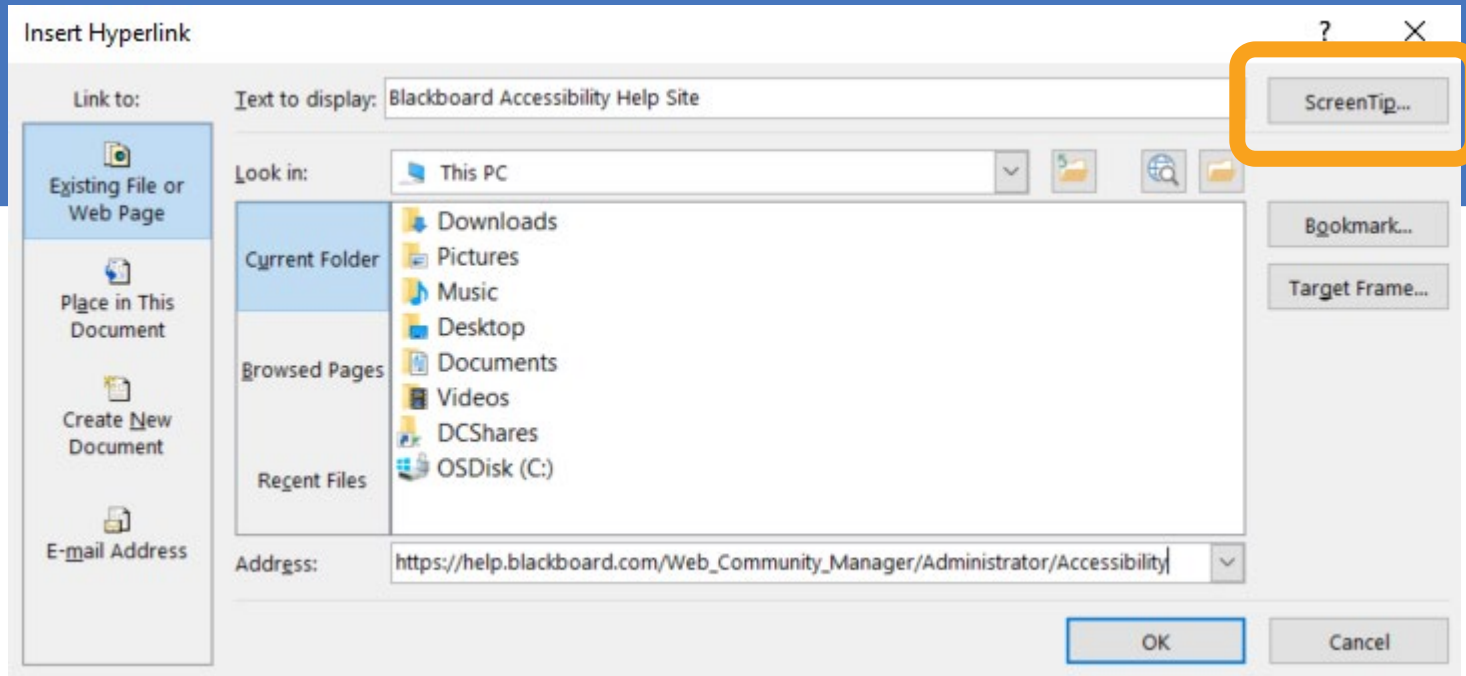 Insert Hyperlink
? X
Link to:
Text to display: Blackboard Accessibility Help Site
ScreenTip...
Existing File or
Web Page
Look in: This PC
Current Folder
Downloads
Pictures
Music
Desktop
Documents
Videos
DCShares
OSDisk (C:)
Bookmark...
Place in This
Document
Target Frame...
Browsed Pages
Create New
Document
Recent Files
E-mail Address
Address: https://help.blackboard.com/Web_Community_Manager/Administrator/Accessibility
OK
Cancel